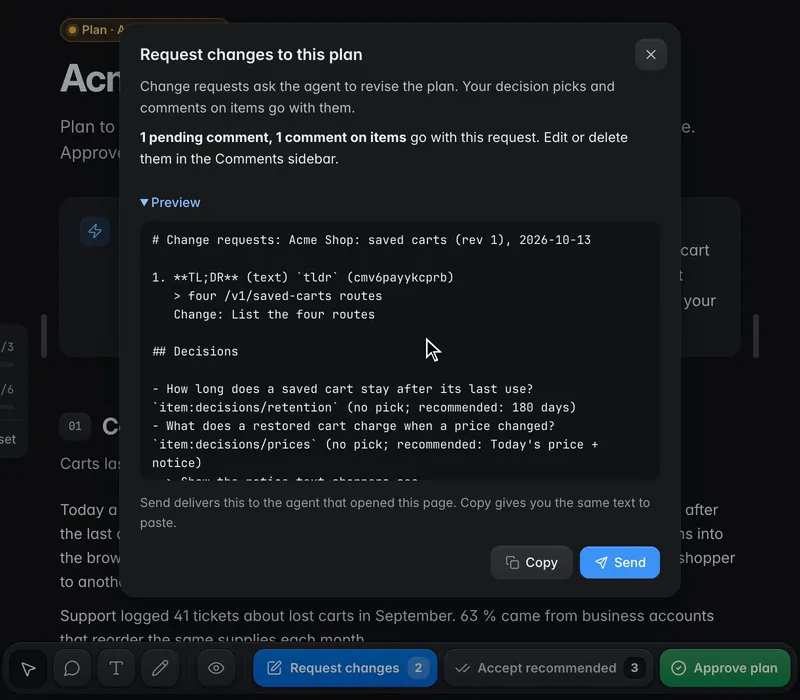 Plan · A
Request changes to this plan
Acm
Change requests ask the agent to revise the plan. Your decision picks and
comments on items go with them.
Plan to
e.
Approve
1 pending comment, 1 comment on items go with this request. Edit or delete
them in the Comments sidebar.
Preview
# Change requests: Acme Shop: saved carts (rev 1), 2026-10-13
cart
1. **TL;DR** (text) `tldr` (cmv6payykcprb)
t
> four /v1/saved-carts routes
your
Change: List the four routes
/3
## Decisions
/6
- How long does a saved cart stay after its last use?
`item:decisions/retention` (no pick; recommended: 180 days)
- What does a restored cart charge when a price changed?
01
C
set
`item:decisions/prices` (no pick; recommended: Today's price +
notice)
Carts las
Send delivers this to the agent that opened this page. Copy gives you the same text to
paste.
Today a
after
the last c
ns into
the brow
shopper
to anoth
Copy
Send
Support logged 41 tickets about lost carts in September. 63 % came from business accounts
that reorder the same supplies each month.
T
Request changes 2
Accept recommended 3
Approve plan